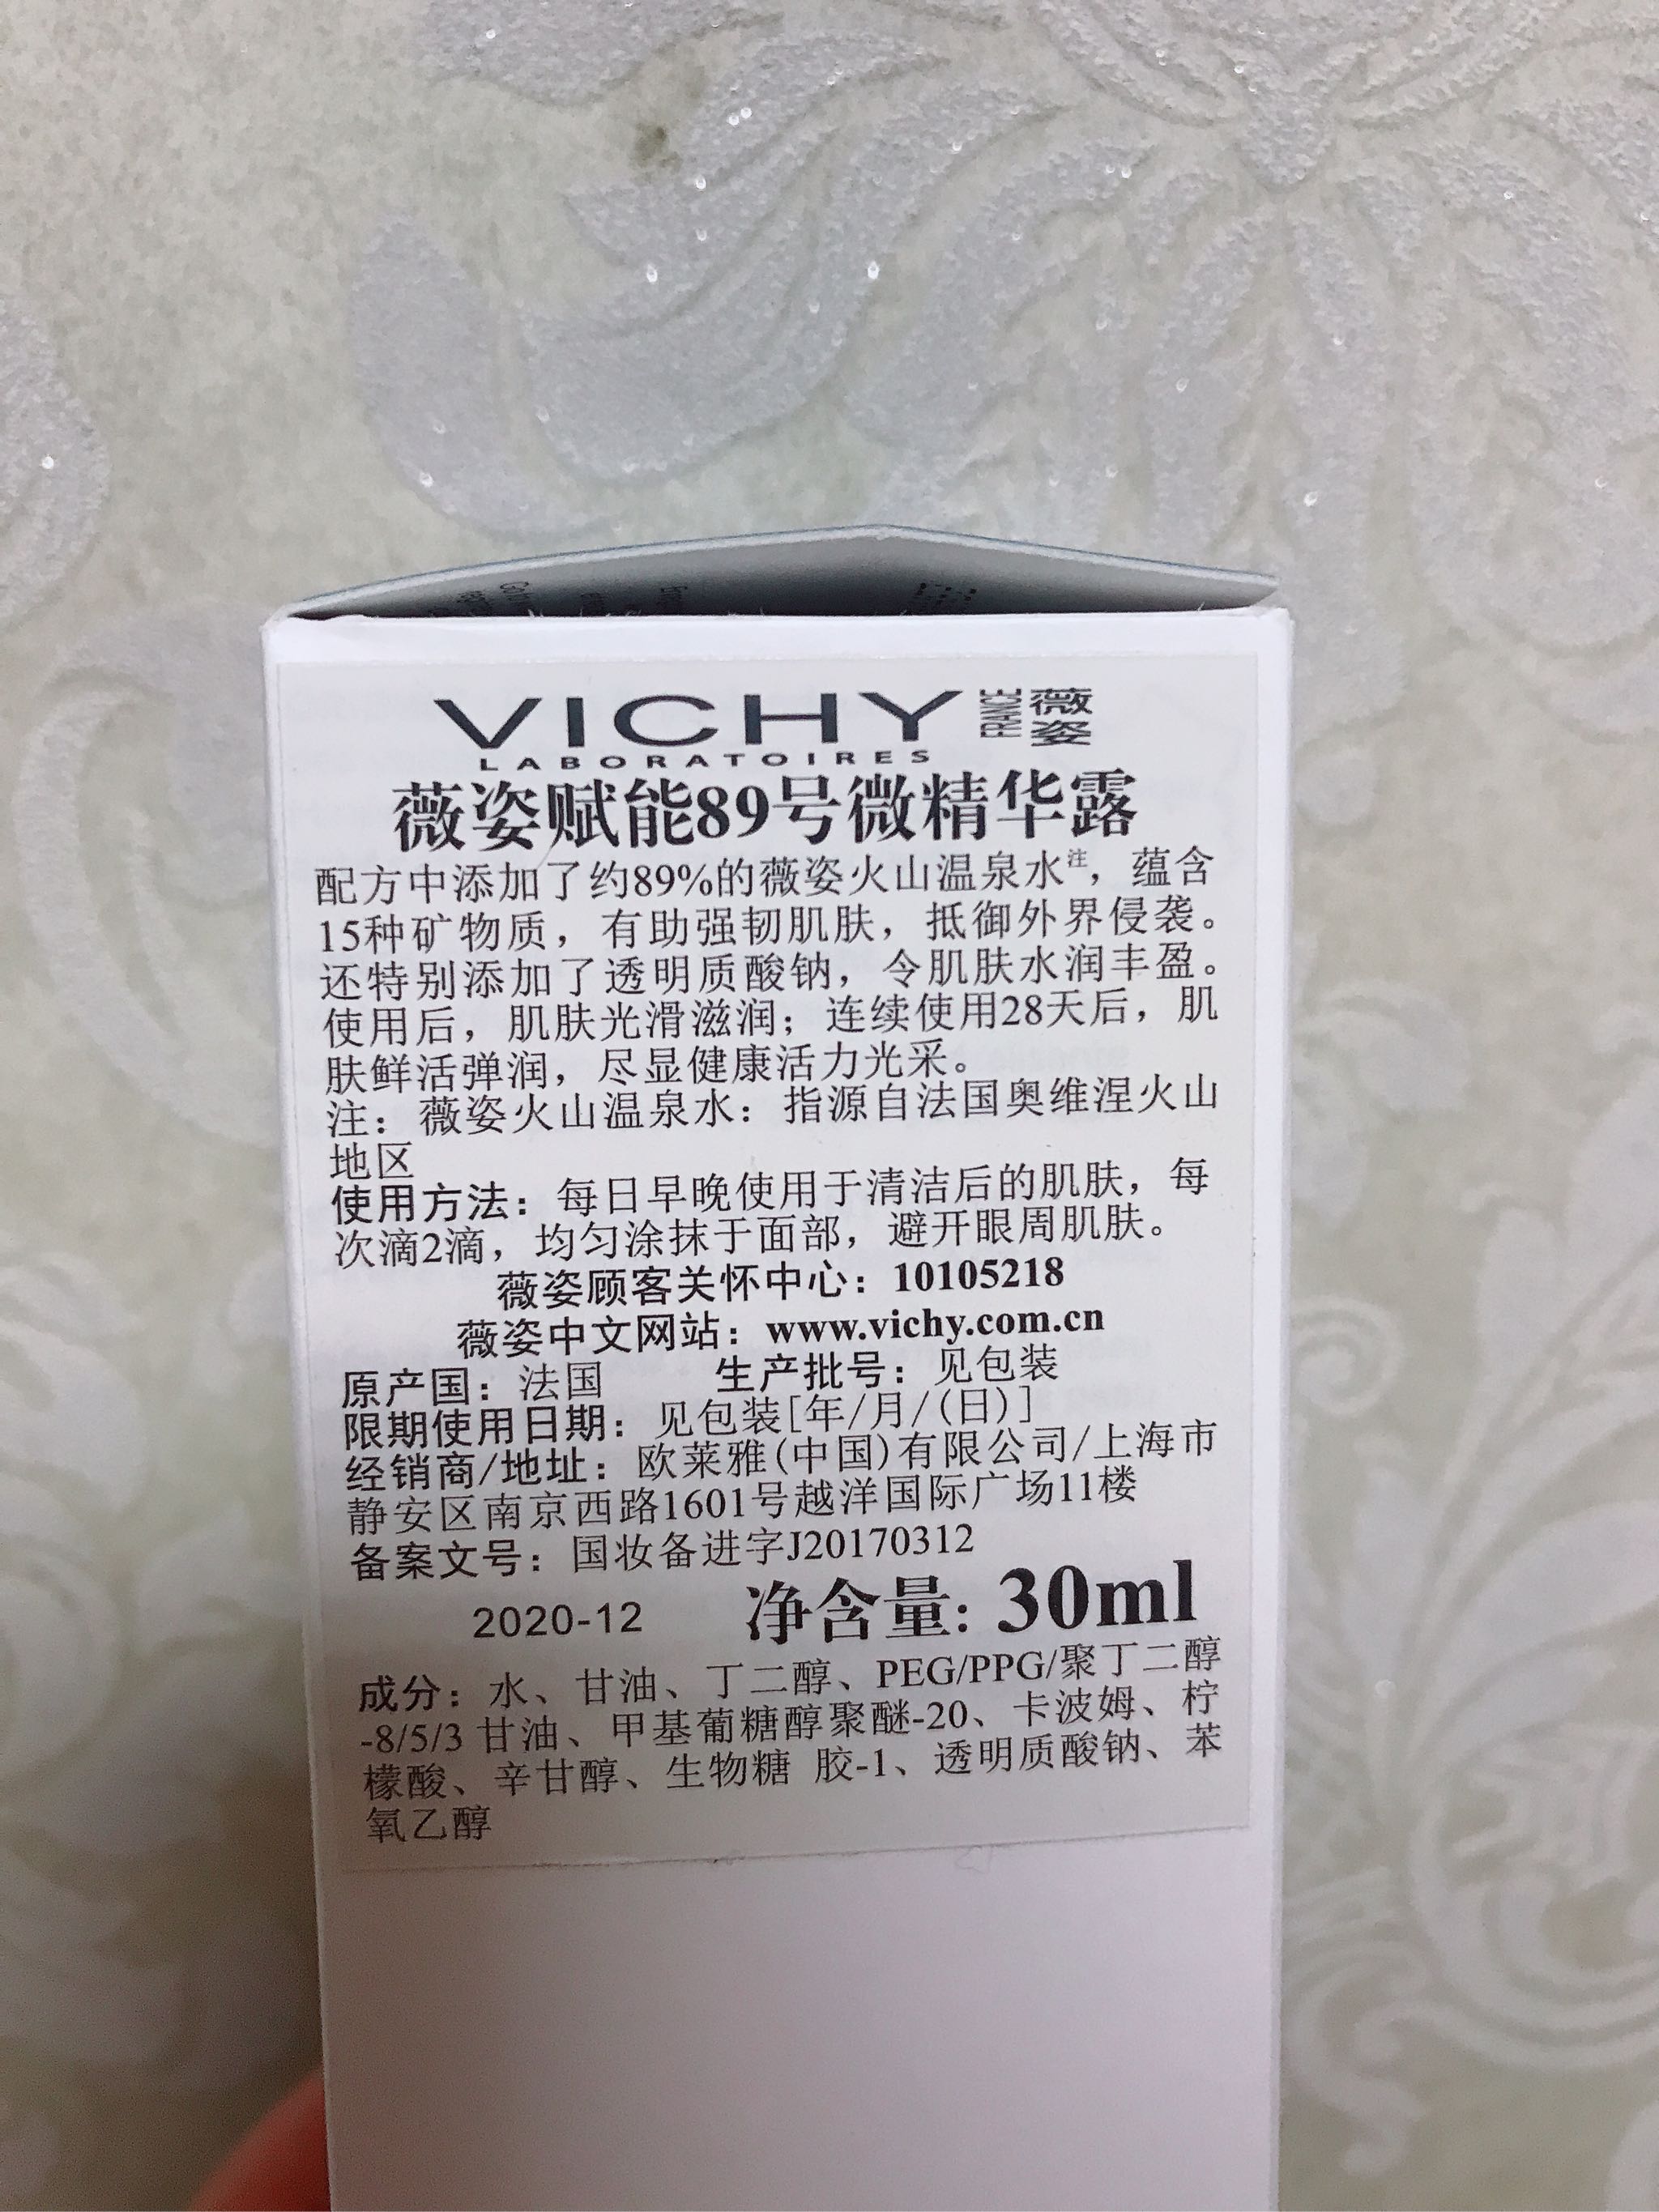 VICHY FRANCE 薇姿
LABORATOIRES
薇姿赋能89号微精华露
配方中添加了约89%的薇姿火山温泉水注，蕴含
15种矿物质，有助强韧肌肤，抵御外界侵袭。
还特别添加了透明质酸钠，令肌肤水润丰盈。
使用后，肌肤光滑滋润；连续使用28天后，肌
肤鲜活弹润，尽显健康活力光采。
注：薇姿火山温泉水：指源自法国奥维涅火山
地区
使用方法：每日早晚使用于清洁后的肌肤，每
次滴2滴，均匀涂抹于面部，避开眼周肌肤。
薇姿顾客关怀中心：10105218
薇姿中文网站：www.vichy.com.cn
原产国：法国 生产批号：见包装
限期使用日期：见包装[年/月/(日)]
经销商/地址：欧莱雅(中国)有限公司/上海市
静安区南京西路1601号越洋国际广场11楼
备案文号：国妆备进字J20170312
2020-12 净含量：30ml
成分：水、甘油、丁二醇、PEG/PPG/聚丁二醇
-8/5/3 甘油、甲基葡糖醇聚醚-20、卡波姆、柠
檬酸、辛甘醇、生物糖 胶-1、透明质酸钠、苯
氧乙醇